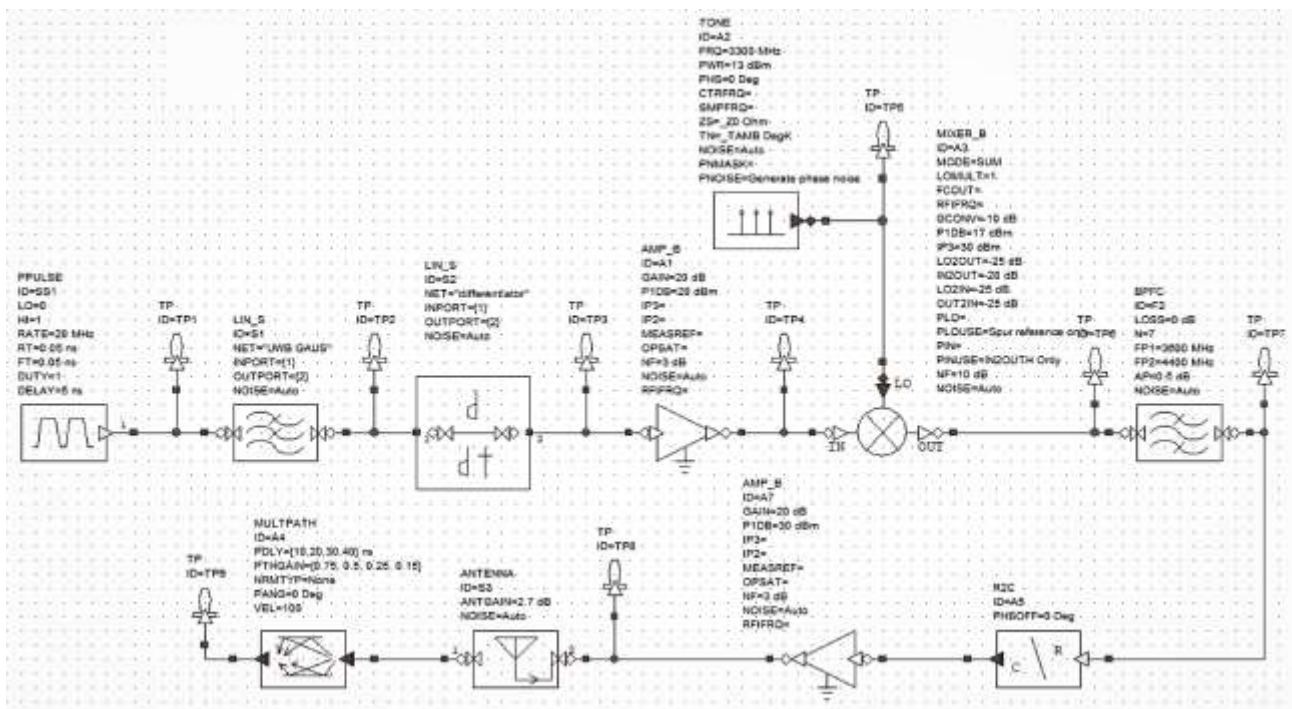 TONE
ID=A2
FRQ=3300 MHz
PWR=13 dBm
PHS=0 Deg
CTRFRQ=
SMPFRQ=
ZS=_Z0 Ohm
TN=_TAMB DegK
NOISE=Auto
PNMASK=
PNOISE=Generate phase noise
TP
ID=TP5
MIXER_B
ID=A3
MODE=SUM
LOMULT=1
FCOUT=
RFIFRQ=
GCONV=-10 dB
P1DB=17 dBm
IP3=30 dBm
LO2OUT=-25 dB
IN2OUT=-20 dB
LO2IN=-25 dB
OUT2IN=-25 dB
PLO=
PLOUSE=Spur reference only
PIN=
PINUSE=IN2OUTH Only
NF=10 dB
NOISE=Auto
PPULSE
ID=SS1
LO=0
HI=1
RATE=20 MHz
RT=0.05 ns
FT=0.05 ns
DUTY=1
DELAY=5 ns
1
TP
ID=TP1
LIN_S
ID=S1
NET="UWB GAUS"
INPORT=[1]
OUTPORT=[2]
NOISE=Auto
TP
ID=TP2
LIN_S
ID=S2
NET="differentiator"
INPORT=[1]
OUTPORT=[2]
NOISE=Auto
d
d t
TP
ID=TP3
AMP_B
ID=A1
GAIN=20 dB
P1DB=20 dBm
IP3=
IP2=
MEASREF=
OPSAT=
NF=3 dB
NOISE=Auto
RFIFRQ=
TP
ID=TP4
LO
IN
OUT
TP
ID=TP6
BPFC
ID=F2
LOSS=0 dB
N=7
FP1=3600 MHz
FP2=4400 MHz
AP=0.5 dB
NOISE=Auto
TP
ID=TP7
TP
ID=TP9
MULTPATH
ID=A4
PDLY=[10,20,30,40] ns
PTHGAIN=[0.75, 0.5, 0.25, 0.15]
NRMTYP=None
PANG=0 Deg
VEL=100
ANTENNA
ID=S3
ANTGAIN=2.7 dB
NOISE=Auto
TP
ID=TP8
AMP_B
ID=A7
GAIN=20 dB
P1DB=30 dBm
IP3=
IP2=
MEASREF=
OPSAT=
NF=3 dB
NOISE=Auto
RFIFRQ=
R2C
ID=A5
PHSOFF=0 Deg
C
R